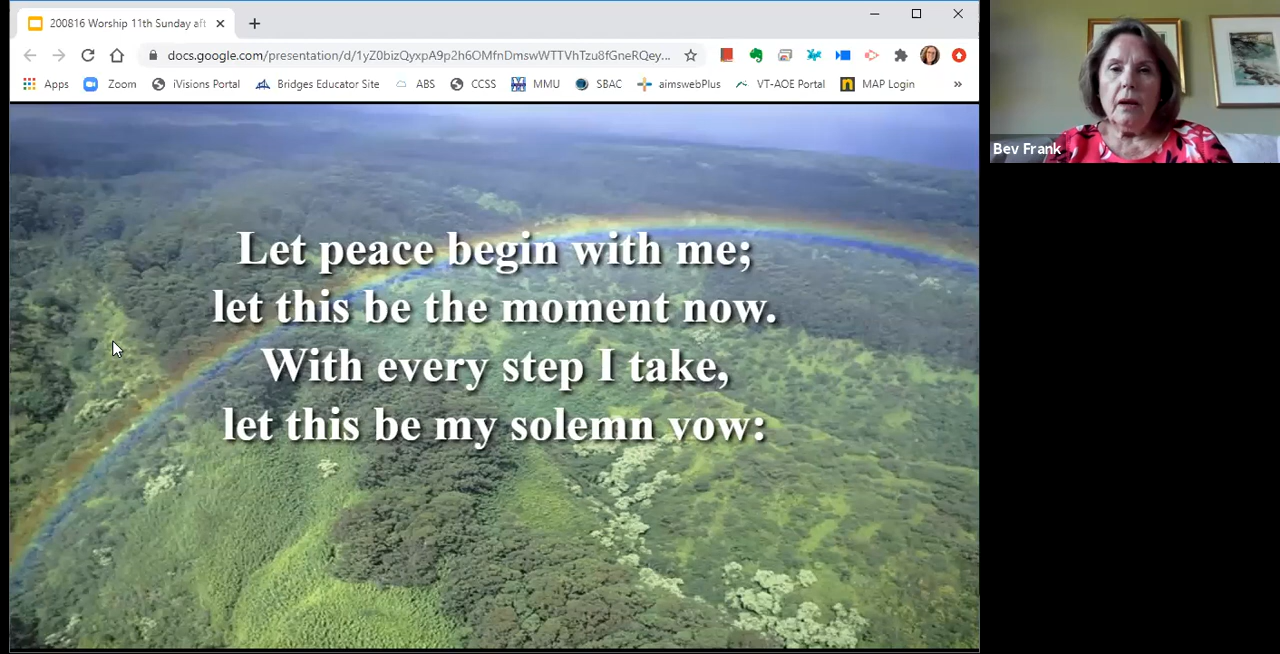 200816 Worship 11th Sunday aft
docs.google.com/presentation/d/1yZ0bizQyxpA9p2h6OMfnDmswWTTVhTzu8fGneRQey...
Apps Zoom iVisions Portal Bridges Educator Site ABS CCSS MMU SBAC aimswebPlus VT-AOE Portal MAP Login »
Bev Frank
Let peace begin with me;
let this be the moment now.
With every step I take,
let this be my solemn vow: